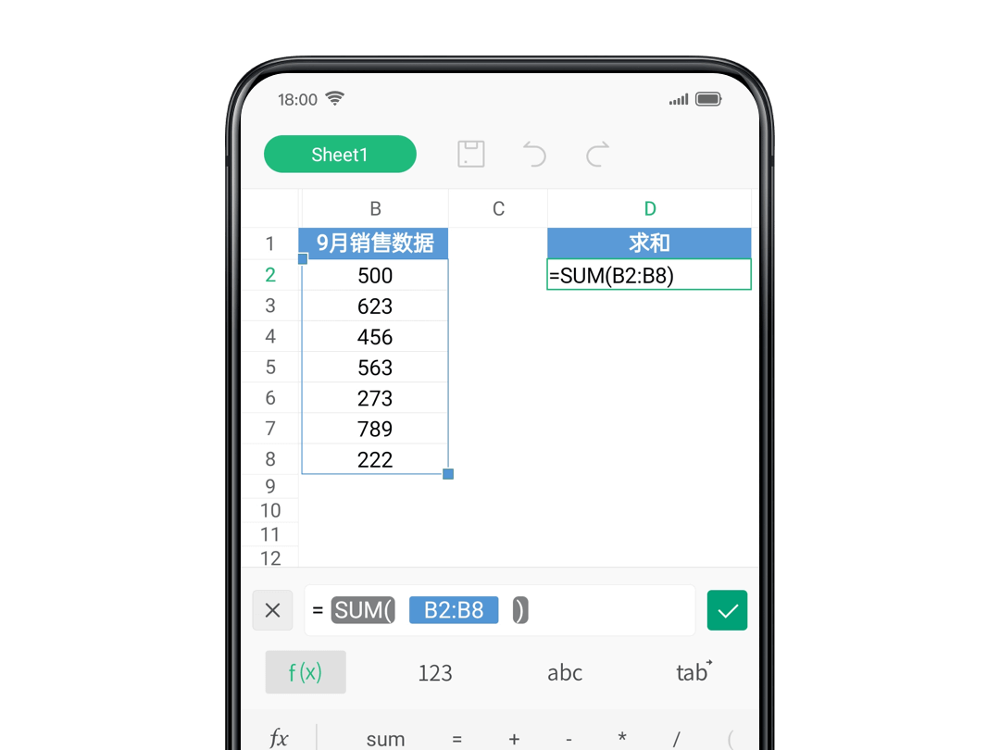 18:00
Sheet1
B C D
1 9月销售数据 求和
2 500 =SUM(B2:B8)
3 623
4 456
5 563
6 273
7 789
8 222
9
10
11
12
= SUM( B2:B8 )
f(x) 123 abc tab
fx sum = + - * / (